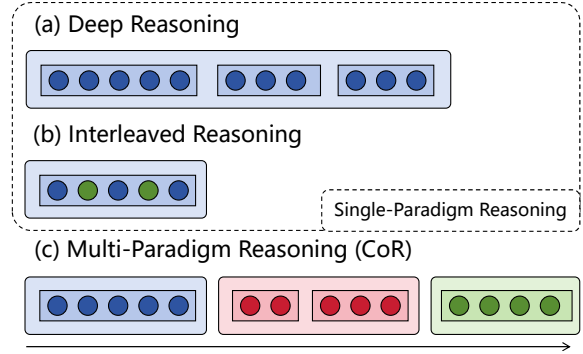 (a) Deep Reasoning
(b) Interleaved Reasoning
Single-Paradigm Reasoning
(c) Multi-Paradigm Reasoning (CoR)